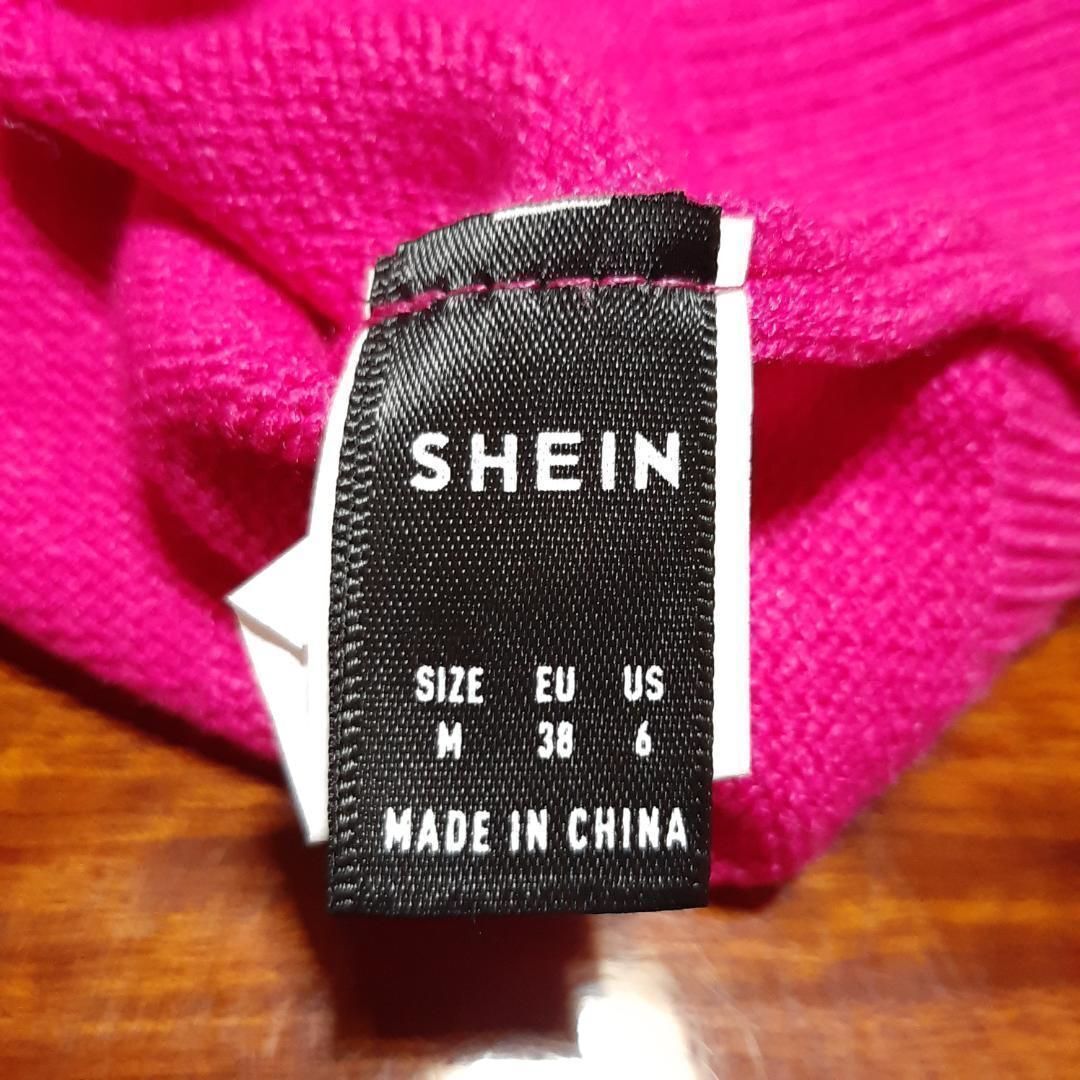 SHEIN
SIZE EU US
M 38 6
MADE IN CHINA